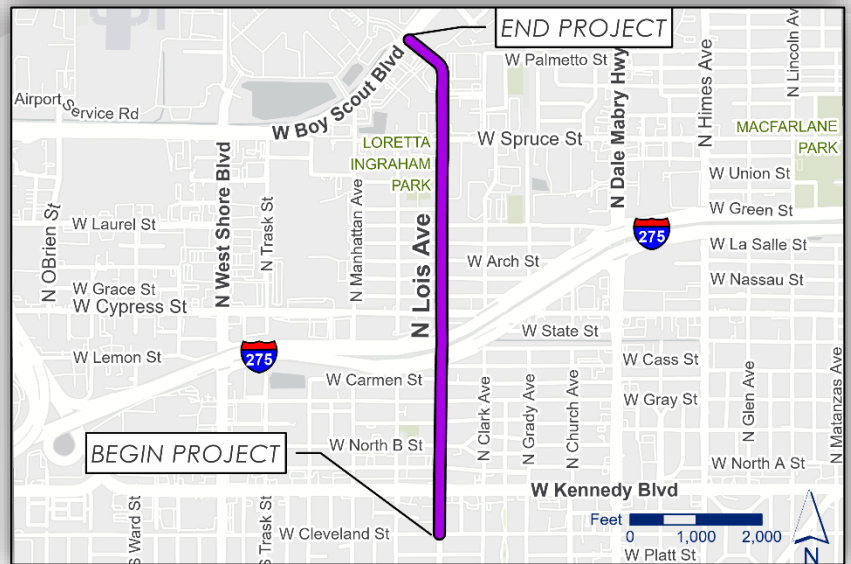 END PROJECT
W Palmetto St
N Lincoln Av
Airport Service Rd
W Boy Scout Blvd
N Dale Mabry Hwy
N Himes Ave
MACFARLANE
PARK
LORETTA
INGRAHAM
PARK
W Spruce St
N West Shore Blvd
N OBrien St
N Trask St
N Manhattan Ave
W Union St
W Green St
W Laurel St
275
W La Salle St
W Arch St
N Lois Ave
W Nassau St
W Grace St
W Cypress St
W State St
W Lemon St
275
W Cass St
W Carmen St
W Gray St
N Clark Ave
N Grady Ave
N Church Ave
N Glen Ave
N Matanzas Ave
BEGIN PROJECT
W North B St
W North A St
W Kennedy Blvd
S Ward St
S Trask St
W Cleveland St
Feet
0 1,000 2,000
W Platt St
N